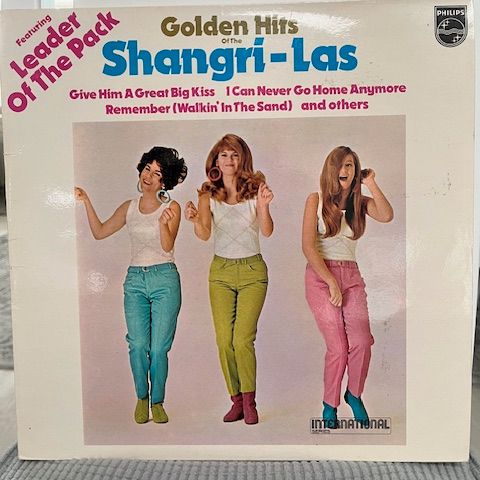 Featuring
Leader
Of The Pack
Golden Hits
Of The
Shangri-Las
Give Him A Great Big Kiss I Can Never Go Home Anymore
Remember (Walkin' In The Sand) and others
PHILIPS
INTERNATIONAL
SERIES